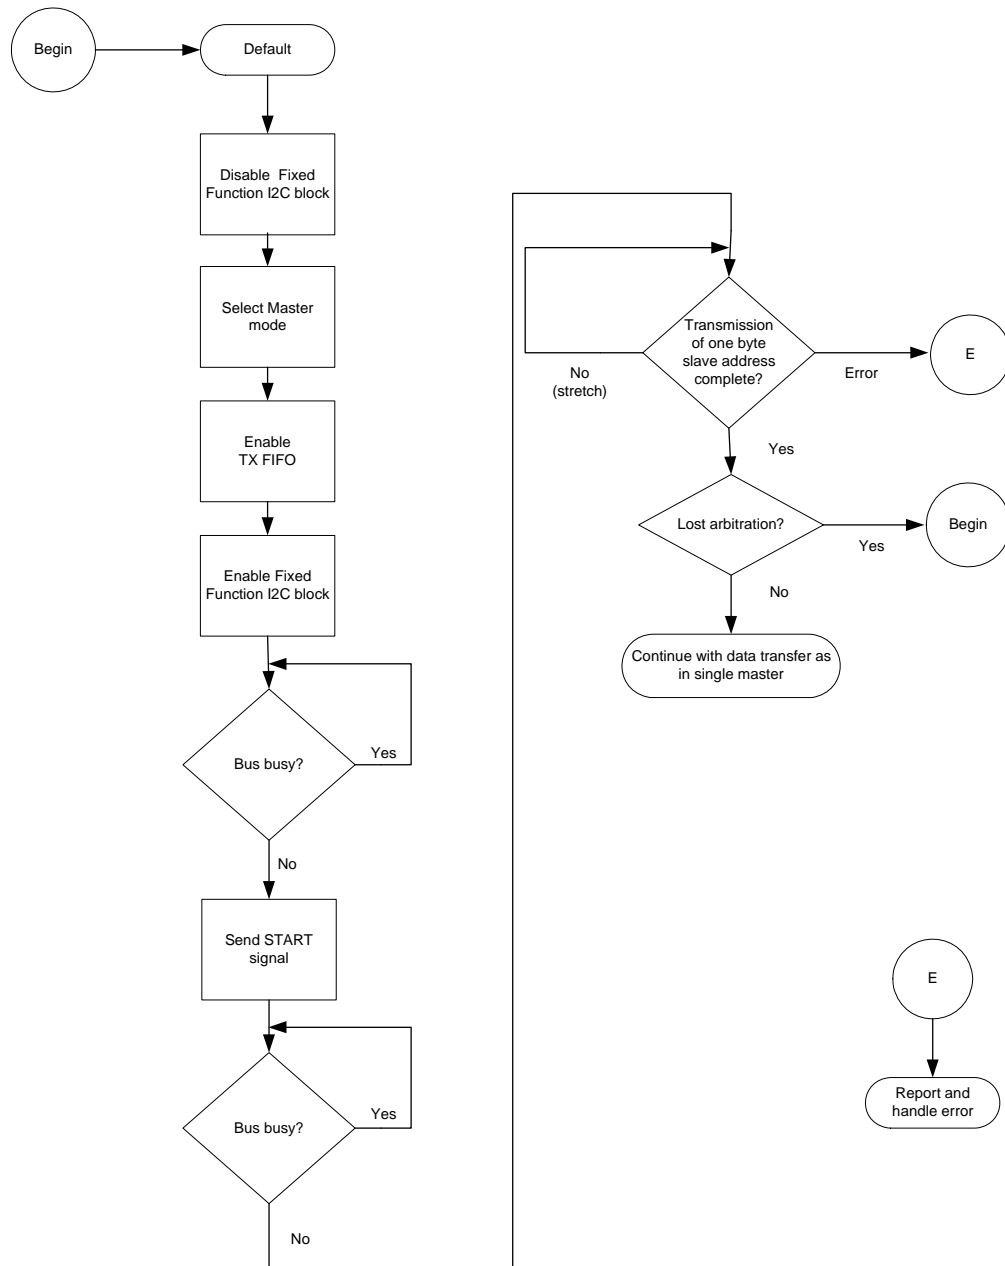 Begin
Default
Disable Fixed
Function I2C block
Select Master
mode
Enable
TX FIFO
Enable Fixed
Function I2C block
Bus busy?
Yes
No
Send START
signal
Bus busy?
Yes
No
Transmission
of one byte
slave address
complete?
No
(stretch)
Error
E
Yes
Lost arbitration?
Yes
Begin
No
Continue with data transfer as
in single master
E
Report and
handle error